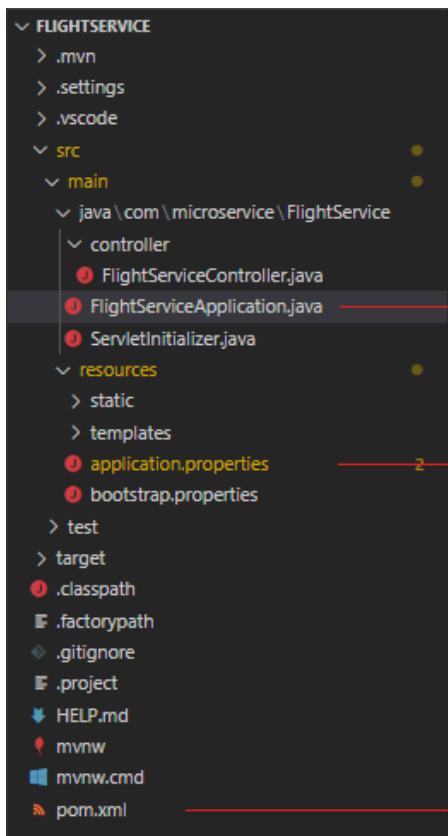 FLIGHTSERVICE
.mvn
.settings
.vscode
src
main
java\com\microservice\FlightService
controller
FlightServiceController.java
FlightServiceApplication.java
ServletInitializer.java
resources
static
templates
application.properties 2
bootstrap.properties
test
target
.classpath
.factorypath
.gitignore
.project
HELP.md
mvnw
mvnw.cmd
pom.xml